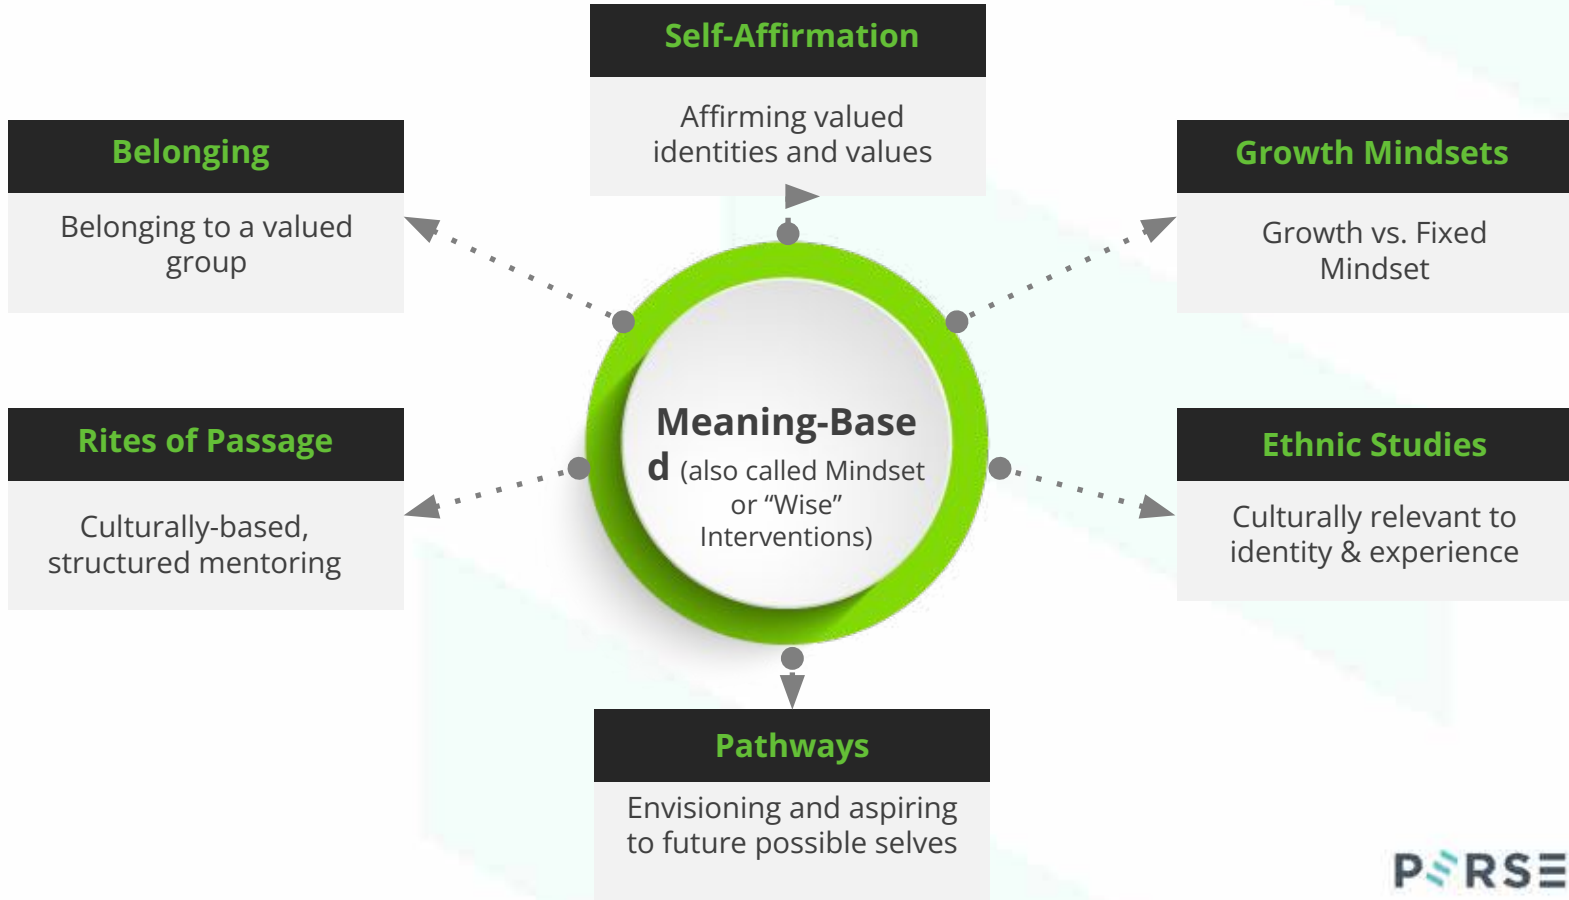 Self-Affirmation
Affirming valued
identities and values
Belonging
Belonging to a valued
group
Growth Mindsets
Growth vs. Fixed
Mindset
Meaning-Base
d (also called Mindset
or “Wise”
Interventions)
Rites of Passage
Culturally-based,
structured mentoring
Ethnic Studies
Culturally relevant to
identity & experience
Pathways
Envisioning and aspiring
to future possible selves
PERSE